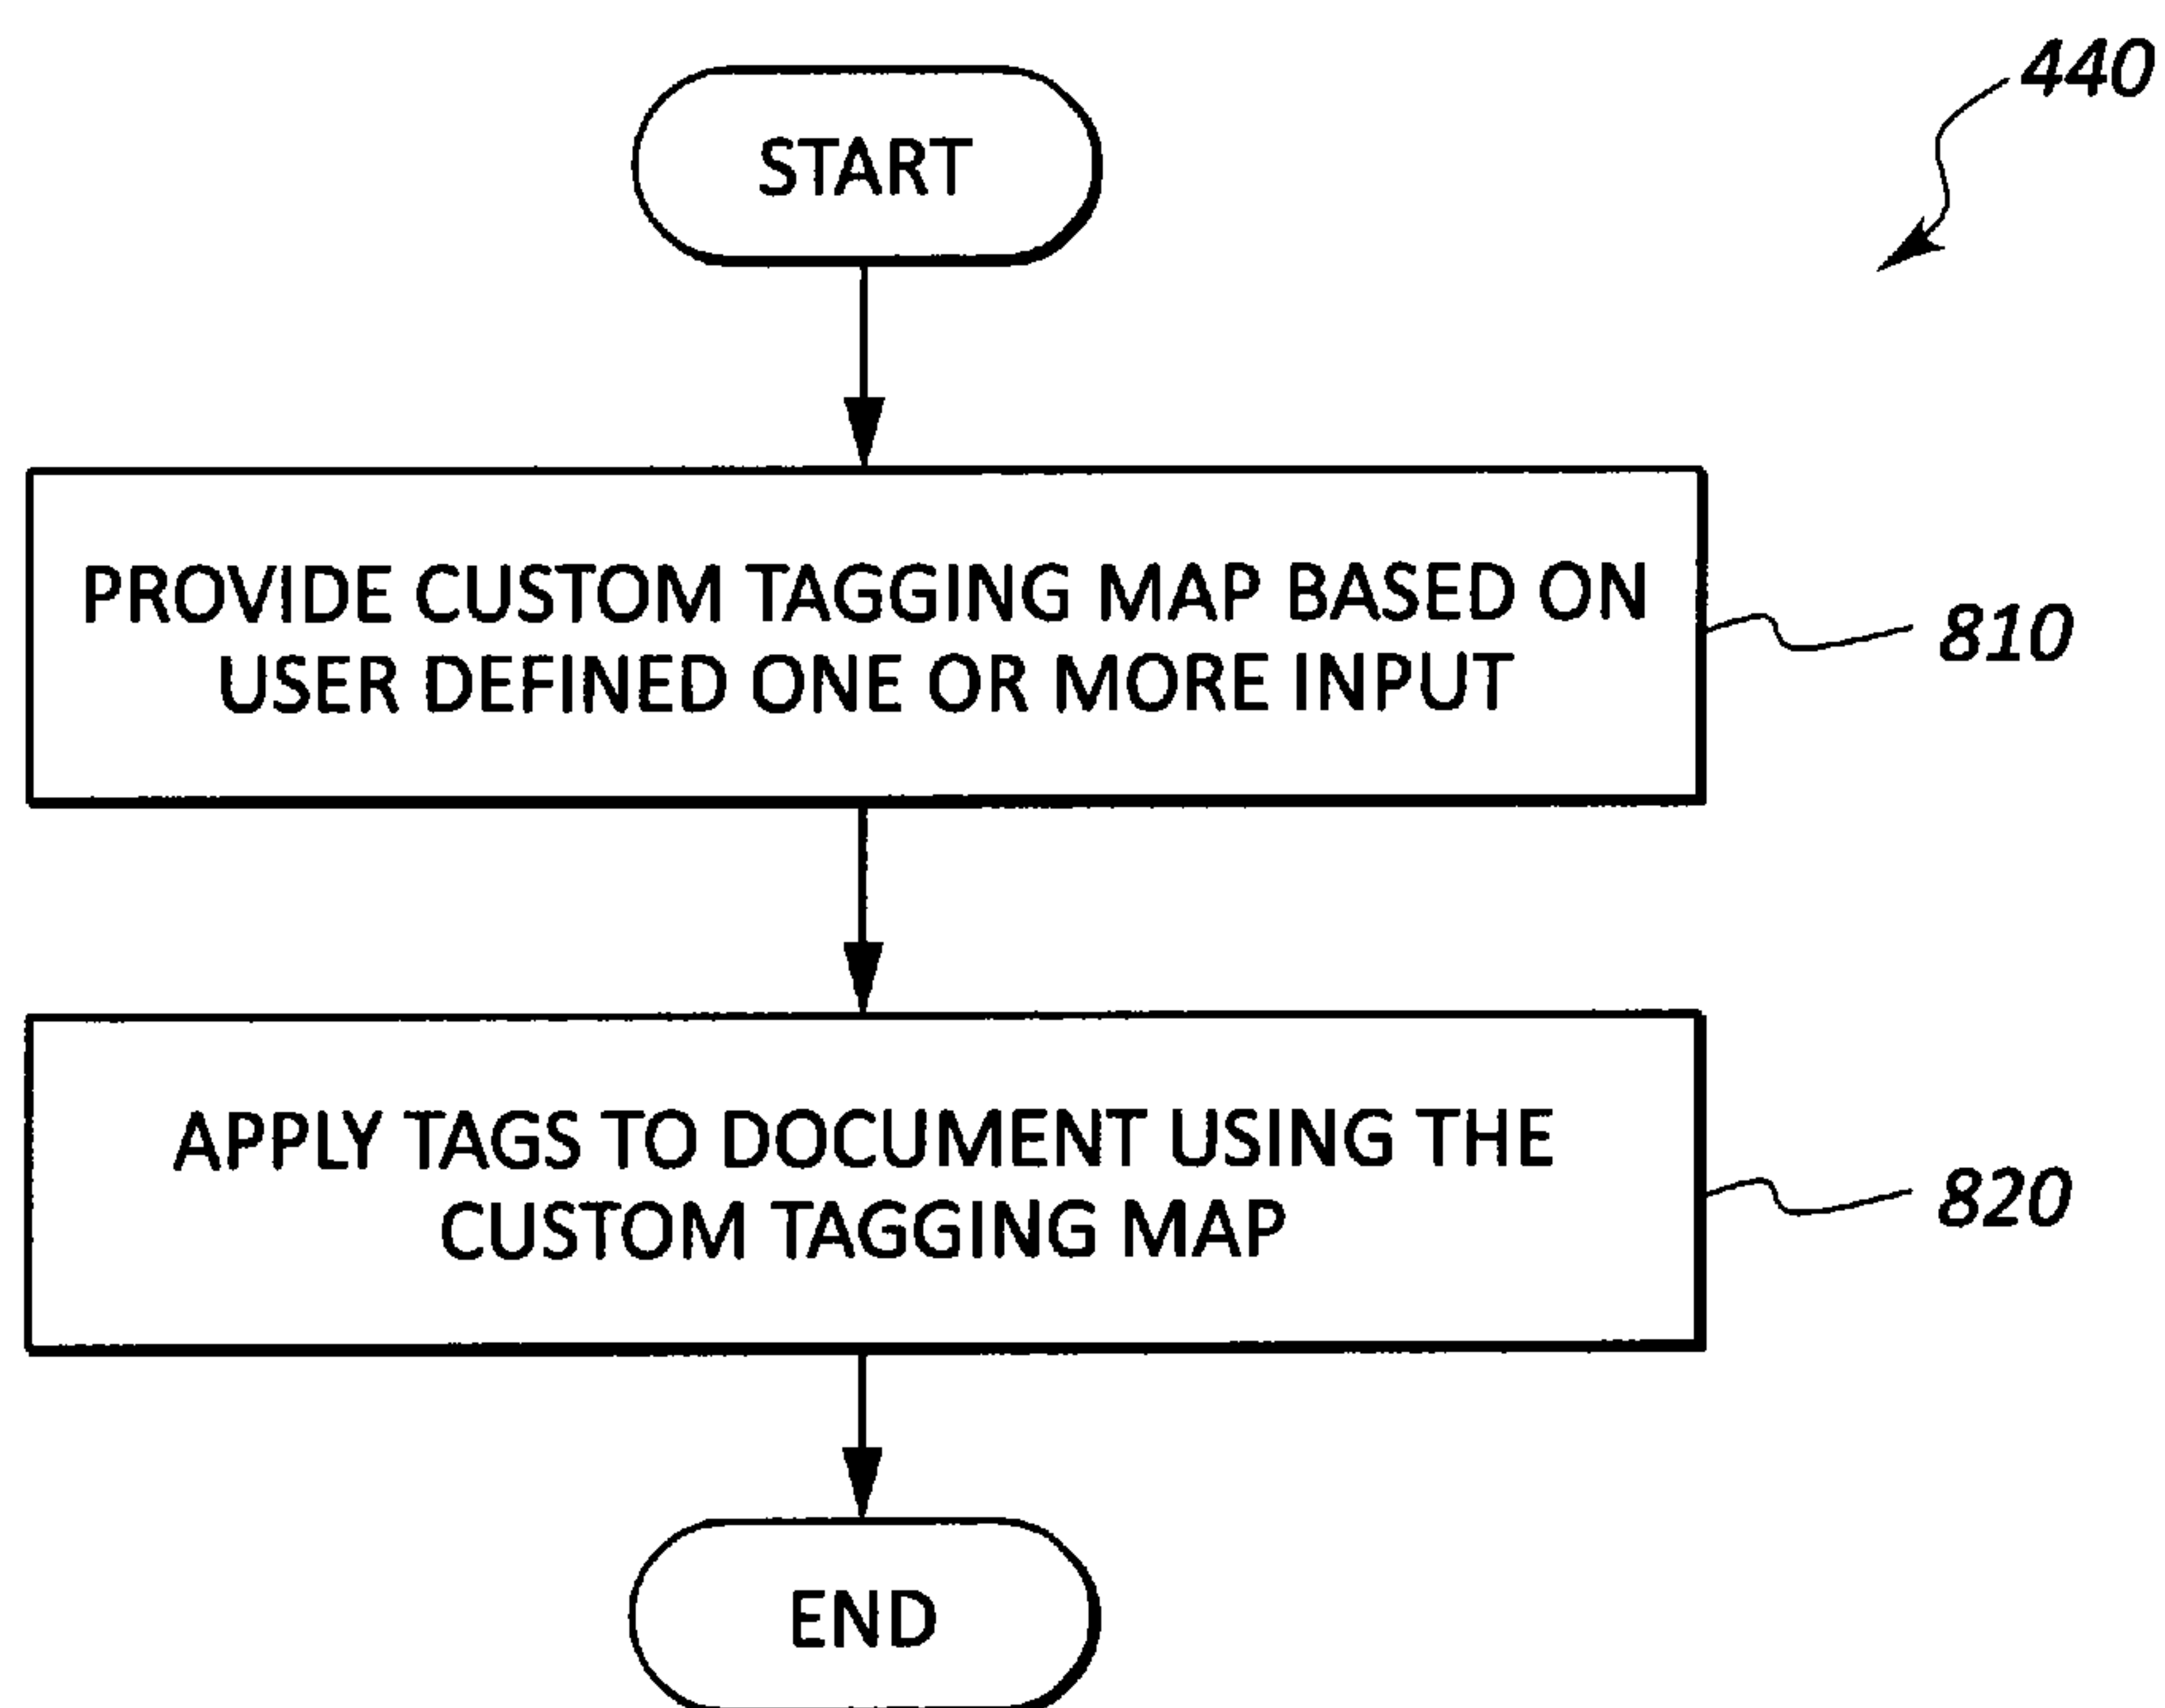 440
START
PROVIDE CUSTOM TAGGING MAP BASED ON
USER DEFINED ONE OR MORE INPUT
810
APPLY TAGS TO DOCUMENT USING THE
CUSTOM TAGGING MAP
820
END